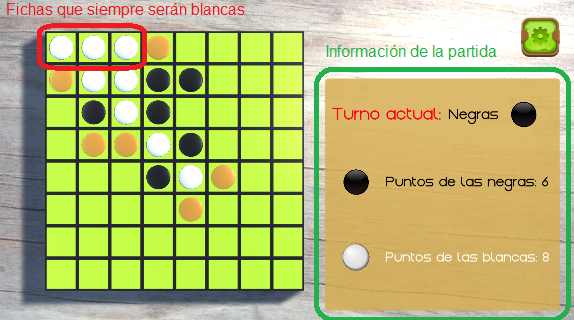 Fichas que siempre serán blancas
Información de la partida
Turno actual: Negras
Puntos de las negras: 6
Puntos de las blancas: 8